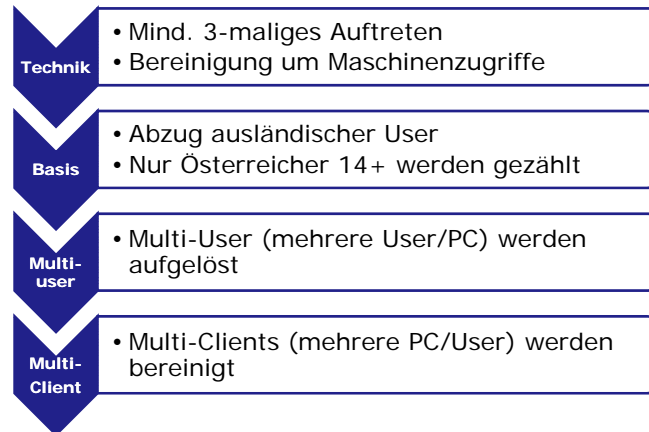 Technik
• Mind. 3-maliges Auftreten
• Bereinigung um Maschinenzugriffe
Basis
• Abzug ausländischer User
• Nur Österreicher 14+ werden gezählt
Multi-
user
• Multi-User (mehrere User/PC) werden
aufgelöst
Multi-
Client
• Multi-Clients (mehrere PC/User) werden
bereinigt